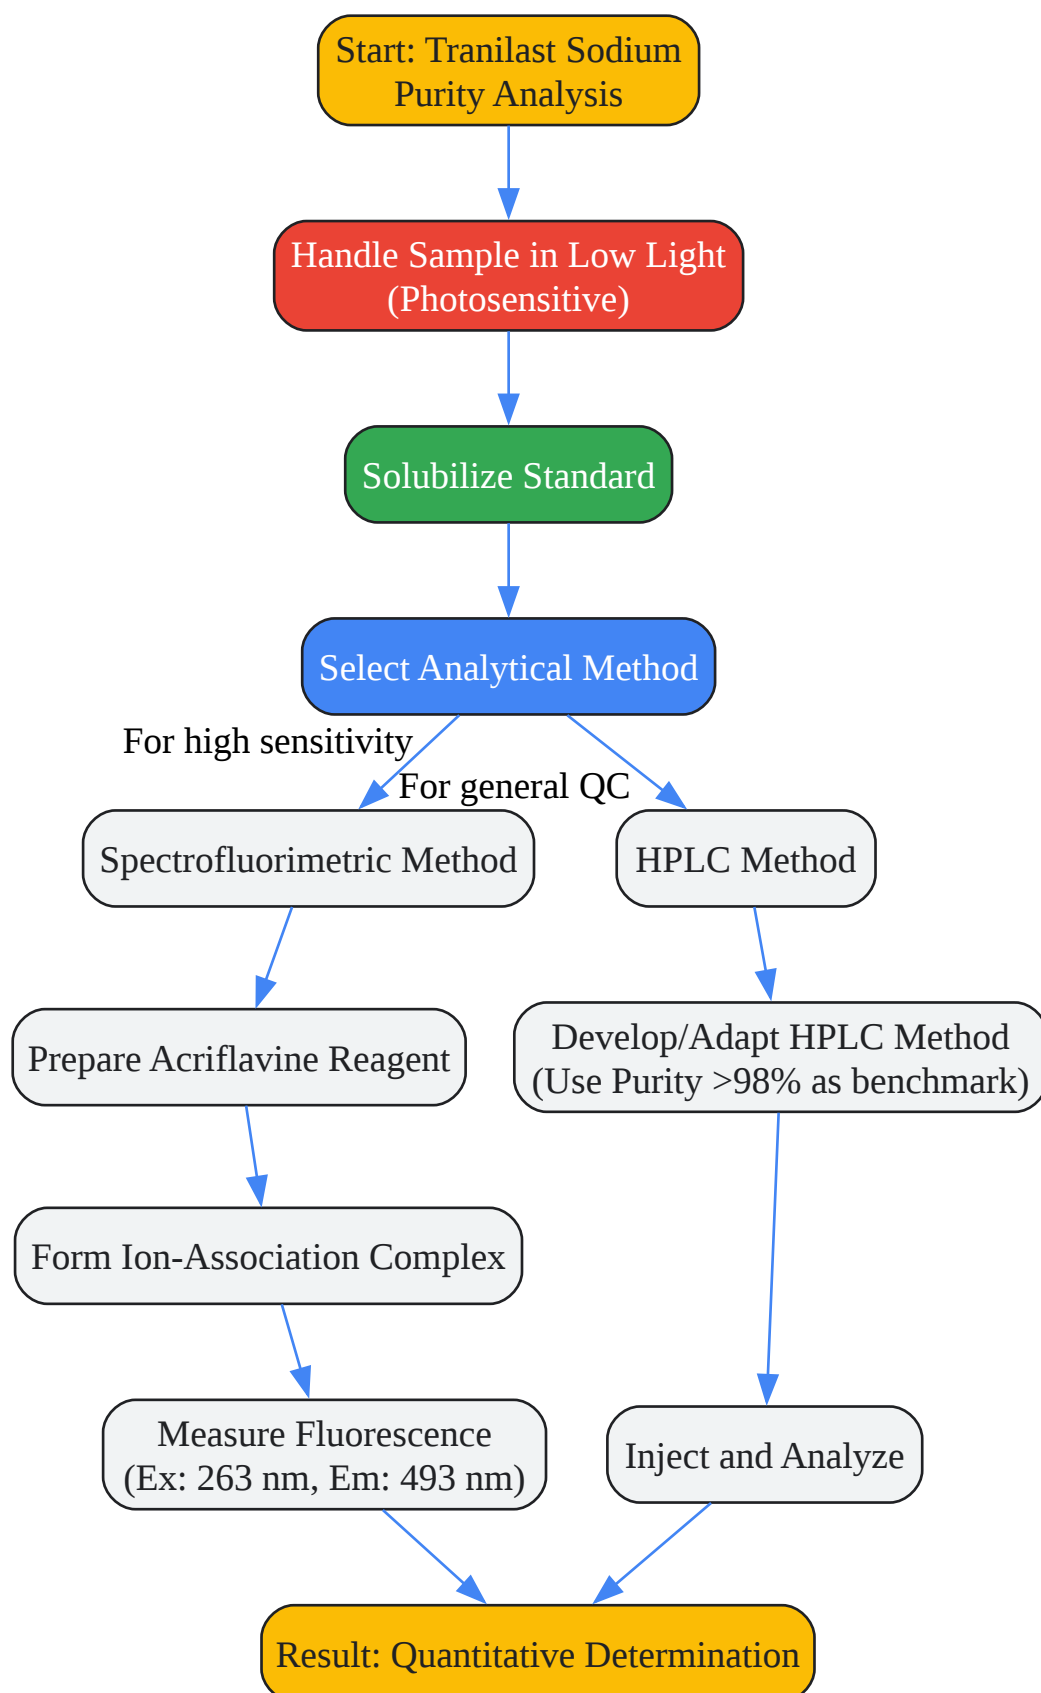 Start: Tranilast Sodium
Purity Analysis
Handle Sample in Low Light
(Photosensitive)
Solubilize Standard
Select Analytical Method
For high sensitivity
For general QC
Spectrofluorimetric Method
HPLC Method
Prepare Acriflavine Reagent
Develop/Adapt HPLC Method
(Use Purity >98% as benchmark)
Form Ion-Association Complex
Measure Fluorescence
(Ex: 263 nm, Em: 493 nm)
Inject and Analyze
Result: Quantitative Determination